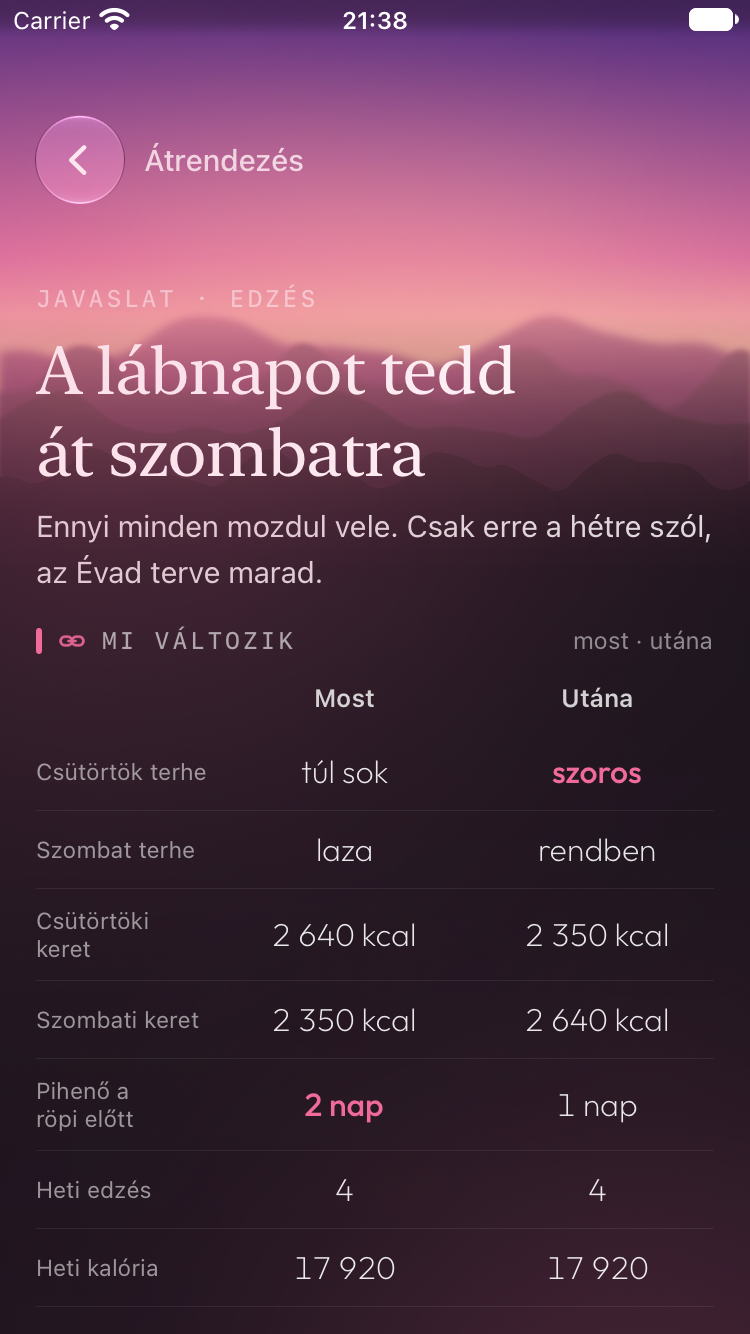 Carrier 21:38
Átrendezés
JAVASLAT · EDZÉS
A lábnapot tedd
át szombatra
Ennyi minden mozdul vele. Csak erre a hétre szól,
az Évad terve marad.
MI VÁLTOZIK most · utána
Most Utána
Csütörtök terhe túl sok szoros
Szombat terhe laza rendben
Csütörtöki
keret 2 640 kcal 2 350 kcal
Szombati keret 2 350 kcal 2 640 kcal
Pihenő a
röpi előtt 2 nap 1 nap
Heti edzés 4 4
Heti kalória 17 920 17 920